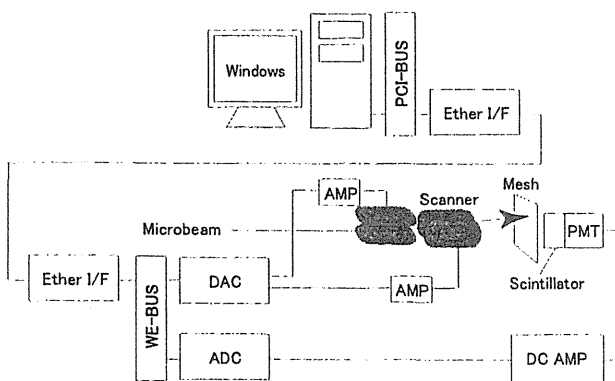 Windows
PCI-BUS
Ether I/F
AMP
Scanner
Mesh
Microbeam
PMT
Ether I/F
WE-BUS
DAC
AMP
Scintillator
ADC
DC AMP